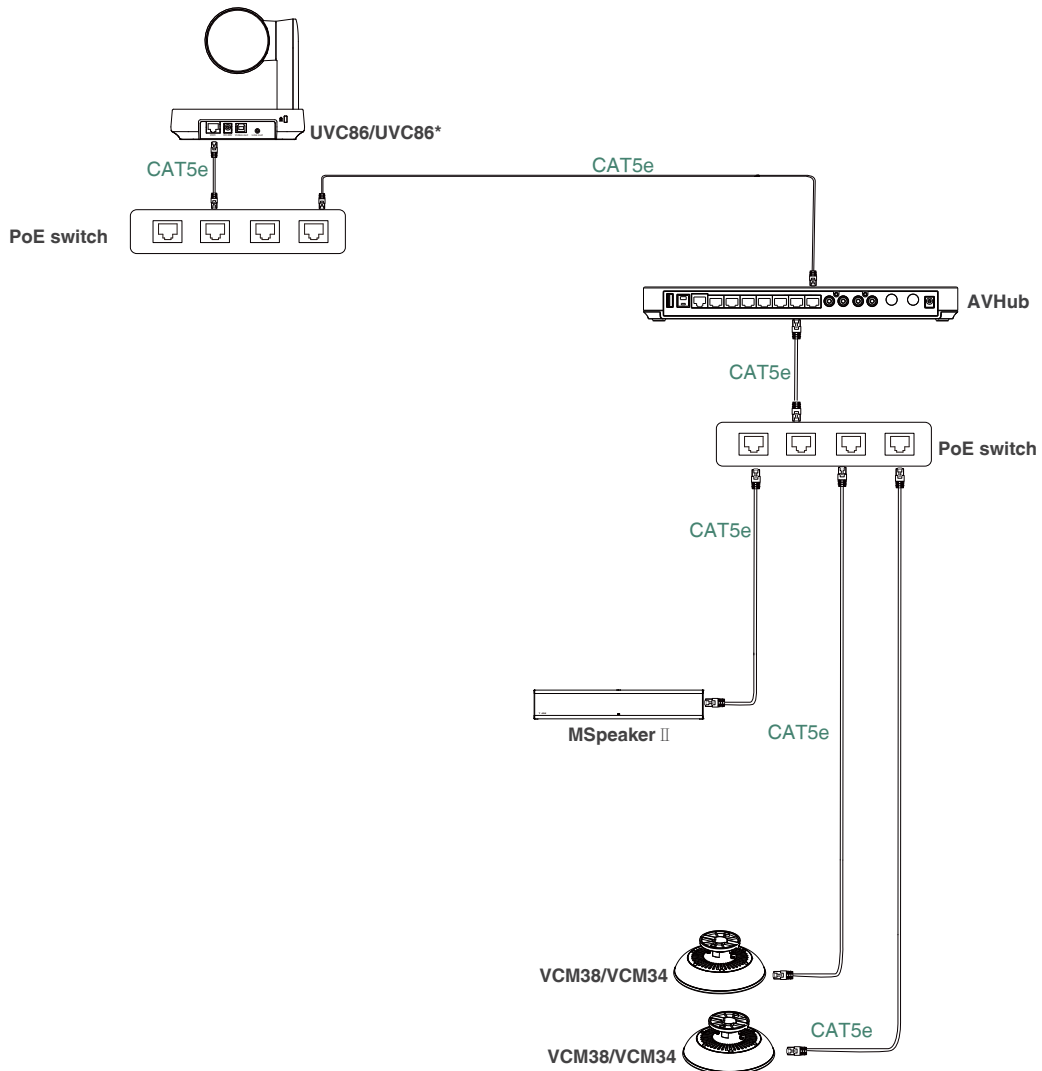 UVC86/UVC86*
CAT5e
CAT5e
PoE switch
AVHub
CAT5e
PoE switch
CAT5e
MSpeaker Ⅱ
CAT5e
VCM38/VCM34
CAT5e
VCM38/VCM34